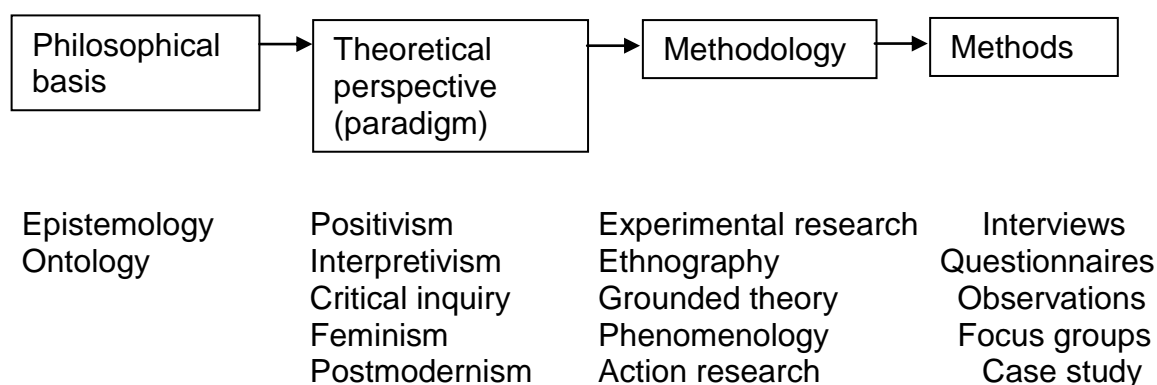 Philosophical
basis
Theoretical
perspective
(paradigm)
Methodology
Methods
Epistemology
Ontology
Positivism
Interpretivism
Critical inquiry
Feminism
Postmodernism
Experimental research
Ethnography
Grounded theory
Phenomenology
Action research
Interviews
Questionnaires
Observations
Focus groups
Case study